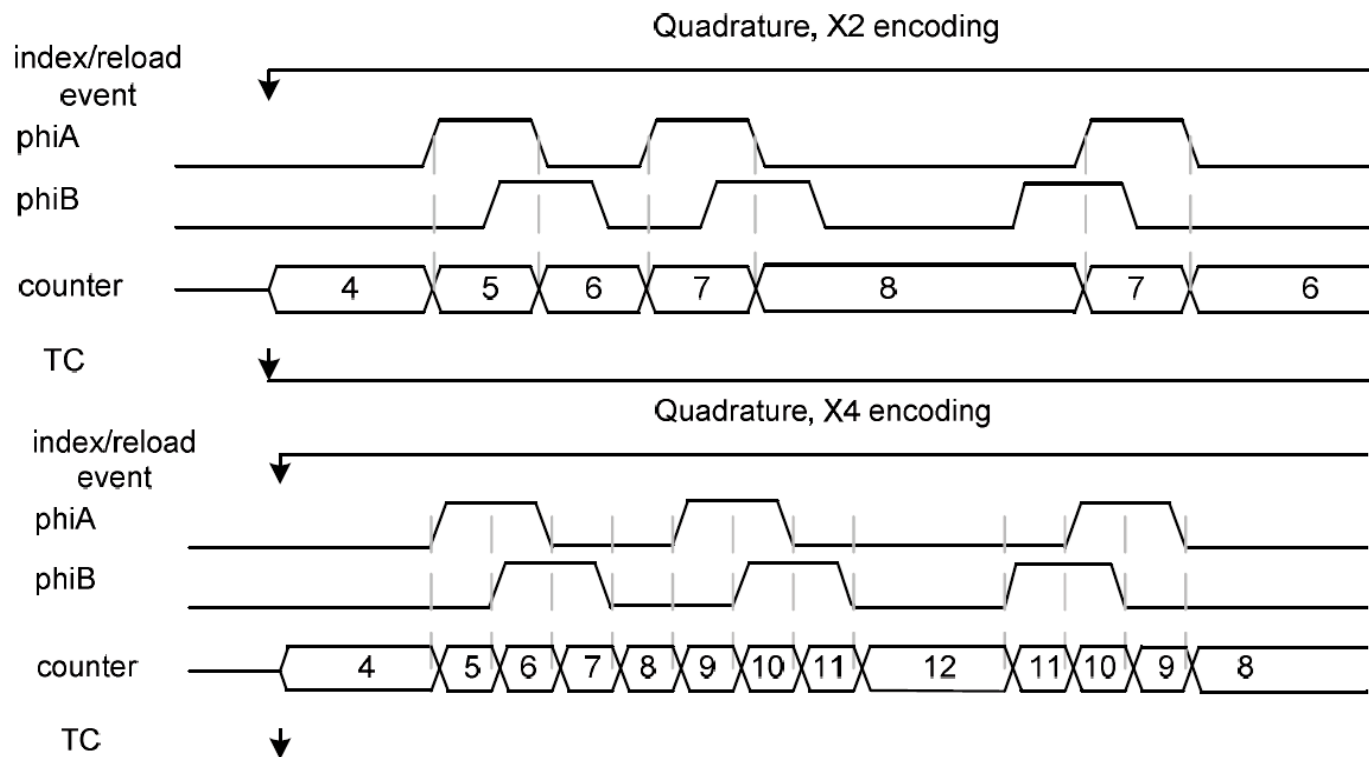 Quadrature, X2 encoding
index/reload
event
phiA
phiB
counter 4 5 6 7 8 7 6
TC
Quadrature, X4 encoding
index/reload
event
phiA
phiB
counter 4 5 6 7 8 9 10 11 12 11 10 9 8
TC